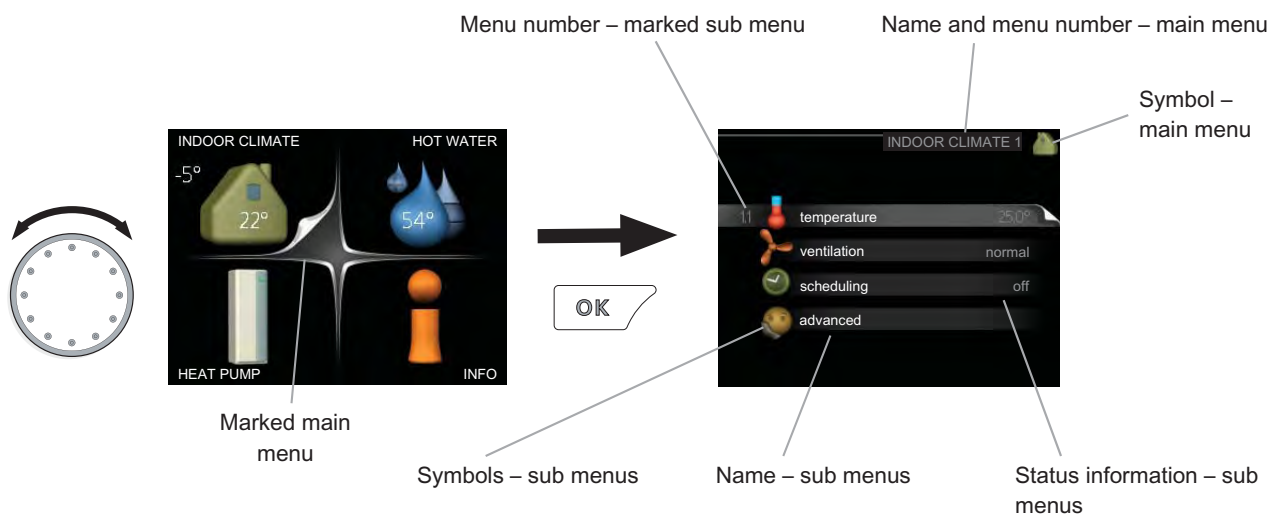 Menu number – marked sub menu
Name and menu number – main menu
Symbol –
main menu
INDOOR CLIMATE
HOT WATER
-5°
22°
54°
HEAT PUMP
INFO
Marked main
menu
OK
INDOOR CLIMATE 1
1.1 temperature 25.0°
ventilation normal
scheduling off
advanced
Symbols – sub menus
Name – sub menus
Status information – sub
menus